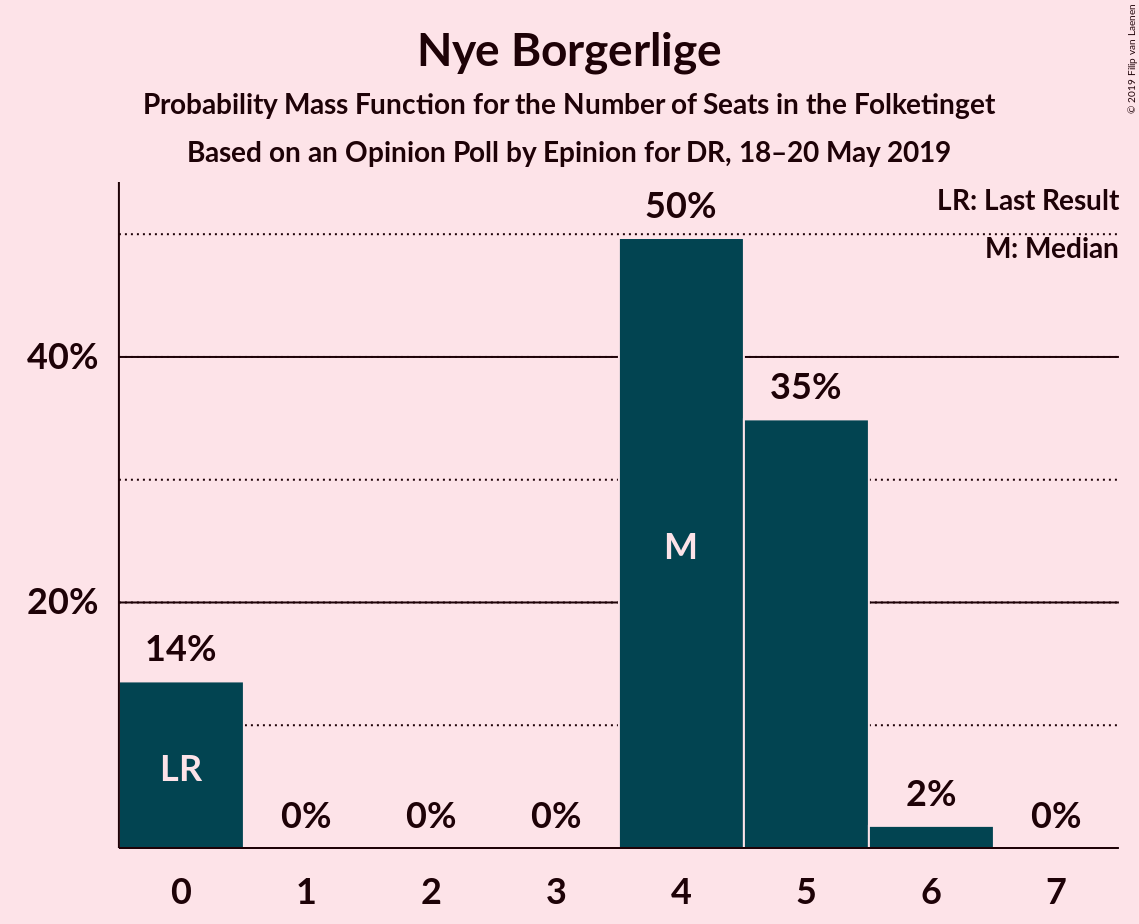 Nye Borgerlige
Probability Mass Function for the Number of Seats in the Folketinget
Based on an Opinion Poll by Epinion for DR, 18–20 May 2019
© 2019 Filip van Laenen
LR: Last Result
M: Median
50%
40%
35%
M
20%
14%
LR
0%
0%
0%
2%
0%
0
1
2
3
4
5
6
7